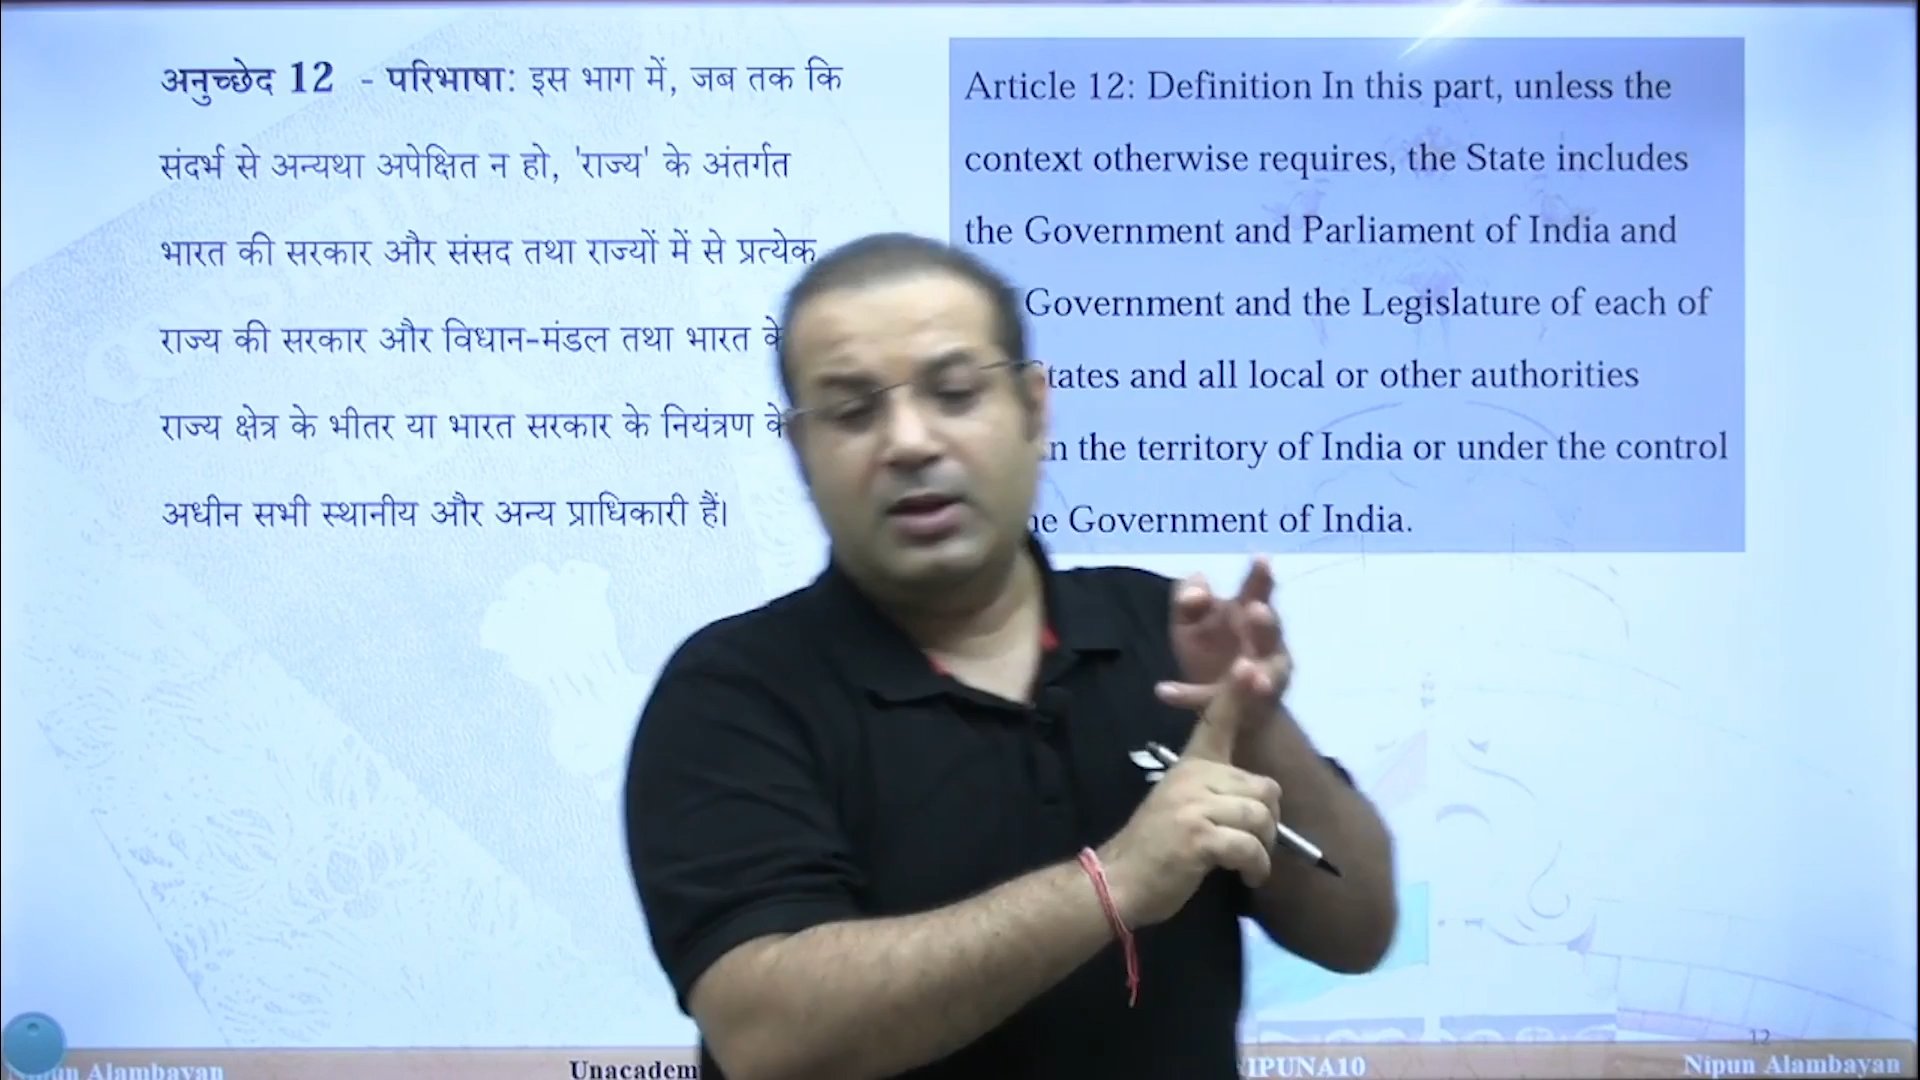 अनुच्छेद 12 - परिभाषा: इस भाग में, जब तक कि
संदर्भ से अन्यथा अपेक्षित न हो, 'राज्य' के अंतर्गत
भारत की सरकार और संसद तथा राज्यों में से प्रत्येक
राज्य की सरकार और विधान-मंडल तथा भारत के
राज्य क्षेत्र के भीतर या भारत सरकार के नियंत्रण के
अधीन सभी स्थानीय और अन्य प्राधिकारी हैं।
Article 12: Definition In this part, unless the
context otherwise requires, the State includes
the Government and Parliament of India and
Government and the Legislature of each of
and all local or other authorities
the territory of India or under the control
Government of India.
12
Alambayan
NIPUNA10
Nipun Alambayan